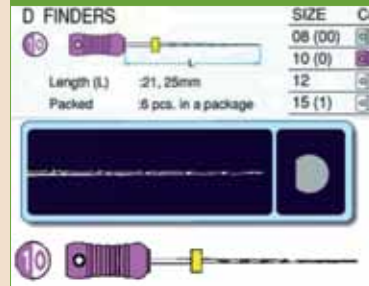 D FINDERS
SIZE C
10
08 (00)
10 (0)
L
12
Length (L) :21, 25mm
15 (1)
Packed :6 pcs. in a package
10